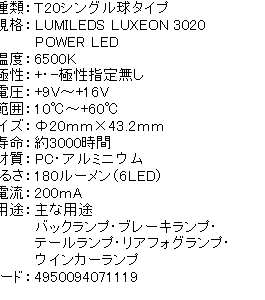 種類：T20シングル球タイプ
規格：LUMILEDS LUXEON 3020
POWER LED
温度：6500K
極性：+・-極性指定無し
電圧：+9V～+16V
範囲：10℃～+60℃
イズ：Φ20mm×43.2mm
寿命：約3000時間
材質：PC・アルミニウム
るさ：180ルーメン（6LED）
電流：200mA
用途：主な用途
バックランプ・ブレーキランプ・
テールランプ・リアフォグランプ・
ウインカーランプ
ード：4950094071119